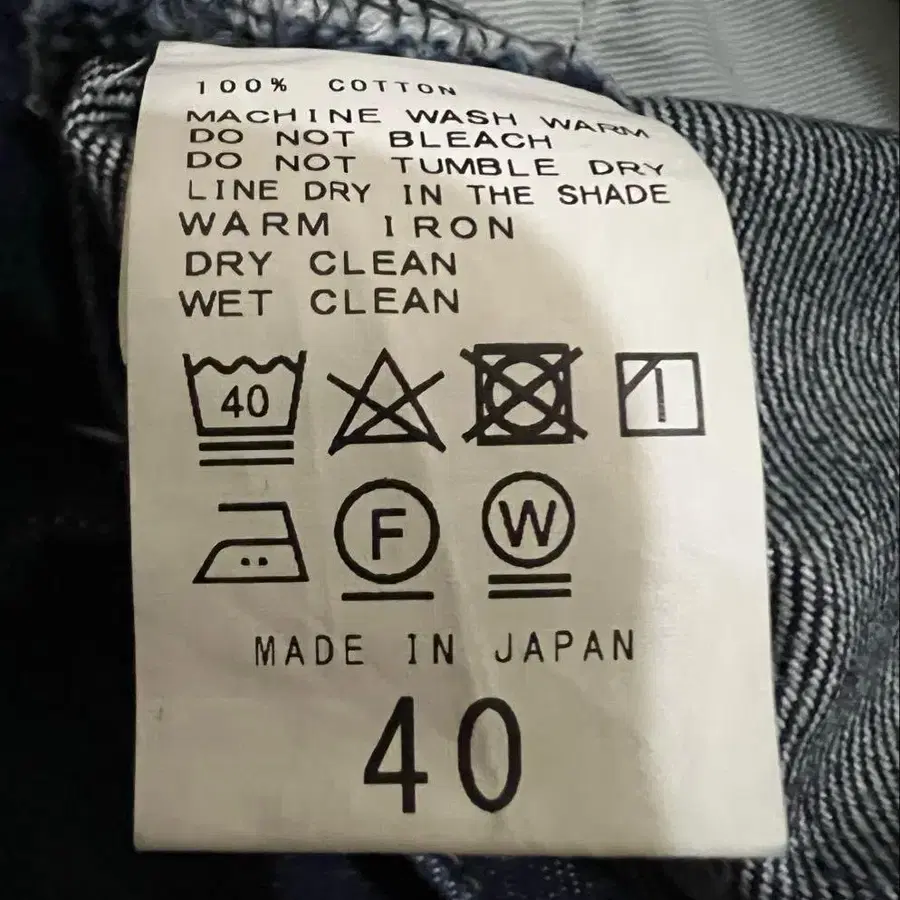 100% COTTON
MACHINE WASH WARM
DO NOT BLEACH
DO NOT TUMBLE DRY
LINE DRY IN THE SHADE
WARM IRON
DRY CLEAN
WET CLEAN
40
F W
MADE IN JAPAN
40